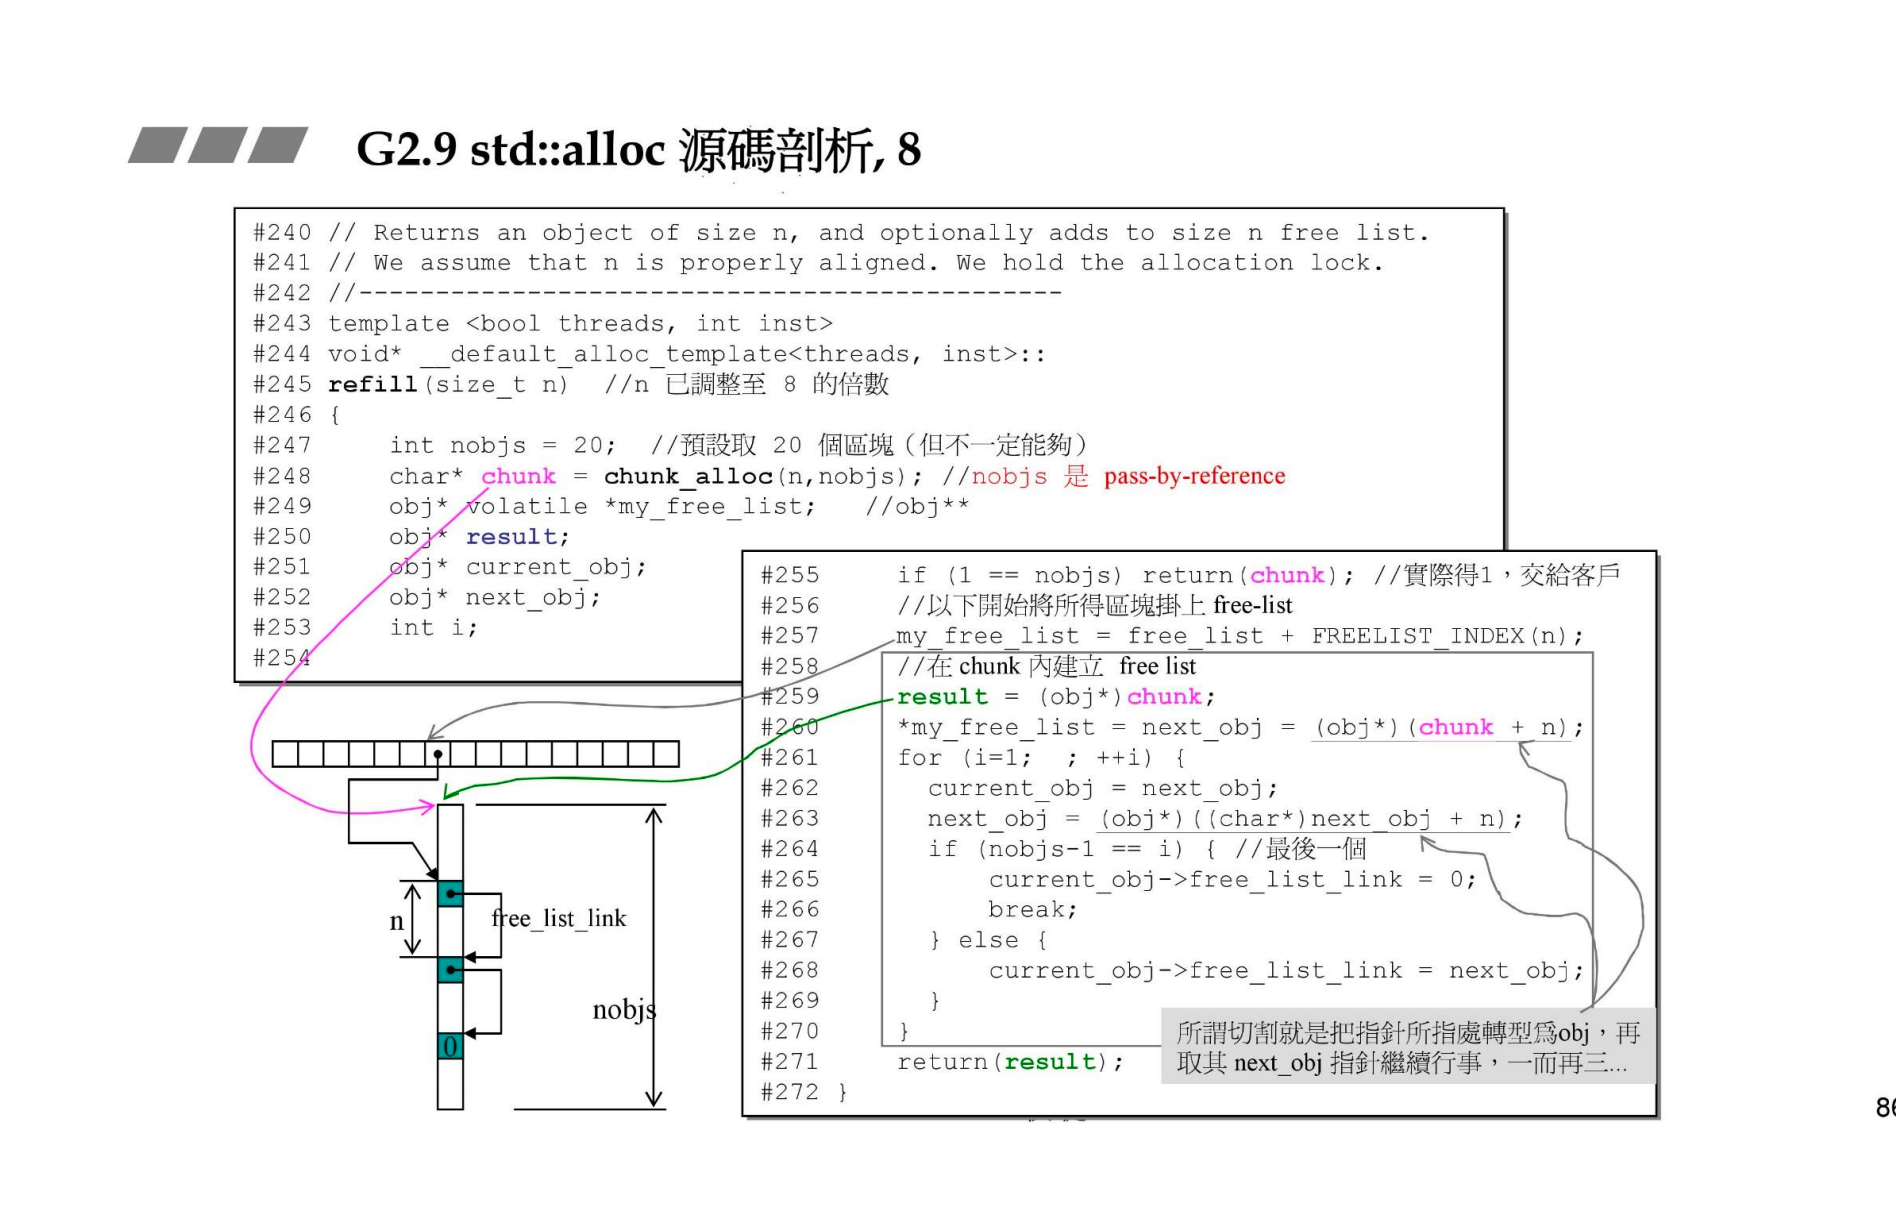 G2.9 std::alloc 源碼剖析, 8
#240 // Returns an object of size n, and optionally adds to size n free list.
#241 // We assume that n is properly aligned. We hold the allocation lock.
#242 //----------------------------------------------
#243 template <bool threads, int inst>
#244 void* __default_alloc_template<threads, inst>::
#245 refill(size_t n) //n 已調整至 8 的倍數
#246 {
#247 int nobjs = 20; //預設取 20 個區塊（但不一定能夠）
#248 char* chunk = chunk_alloc(n,nobjs); //nobjs 是 pass-by-reference
#249 obj* volatile *my_free_list; //obj**
#250 obj* result;
#251 obj* current_obj;
#252 obj* next_obj;
#253 int i;
#254
#255 if (1 == nobjs) return(chunk); //實際得1，交給客戶
#256 //以下開始將所得區塊掛上 free-list
#257 my_free_list = free_list + FREELIST_INDEX(n);
#258 //在 chunk 內建立 free list
#259 result = (obj*)chunk;
#260 *my_free_list = next_obj = (obj*)(chunk + n);
#261 for (i=1; ; ++i) {
#262 current_obj = next_obj;
#263 next_obj = (obj*)((char*)next_obj + n);
#264 if (nobjs-1 == i) { //最後一個
#265 current_obj->free_list_link = 0;
#266 break;
#267 } else {
#268 current_obj->free_list_link = next_obj;
#269 }
#270 }
#271 return(result);
#272 }
所謂切割就是把指針所指處轉型爲obj，再
取其 next_obj 指針繼續行事，一而再三...
n
free_list_link
nobjs
0